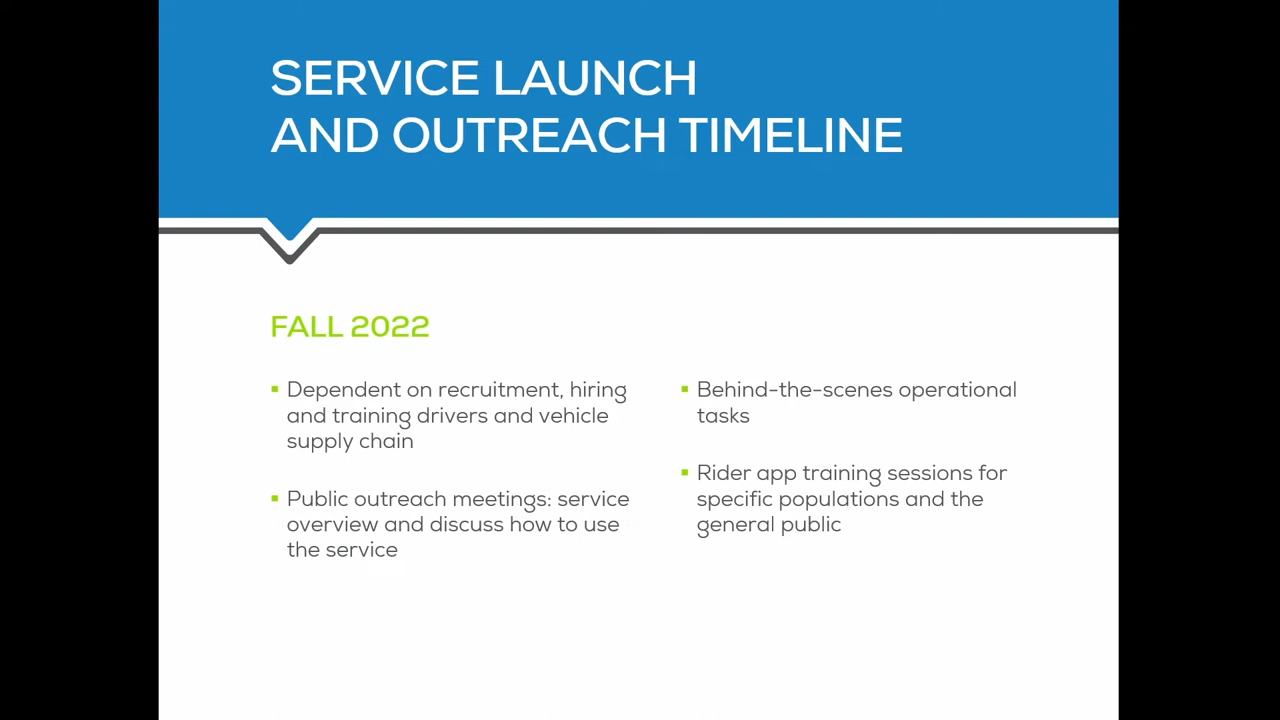 SERVICE LAUNCH
AND OUTREACH TIMELINE
FALL 2022
▪ Dependent on recruitment, hiring
and training drivers and vehicle
supply chain
▪ Public outreach meetings: service
overview and discuss how to use
the service
▪ Behind-the-scenes operational
tasks
▪ Rider app training sessions for
specific populations and the
general public